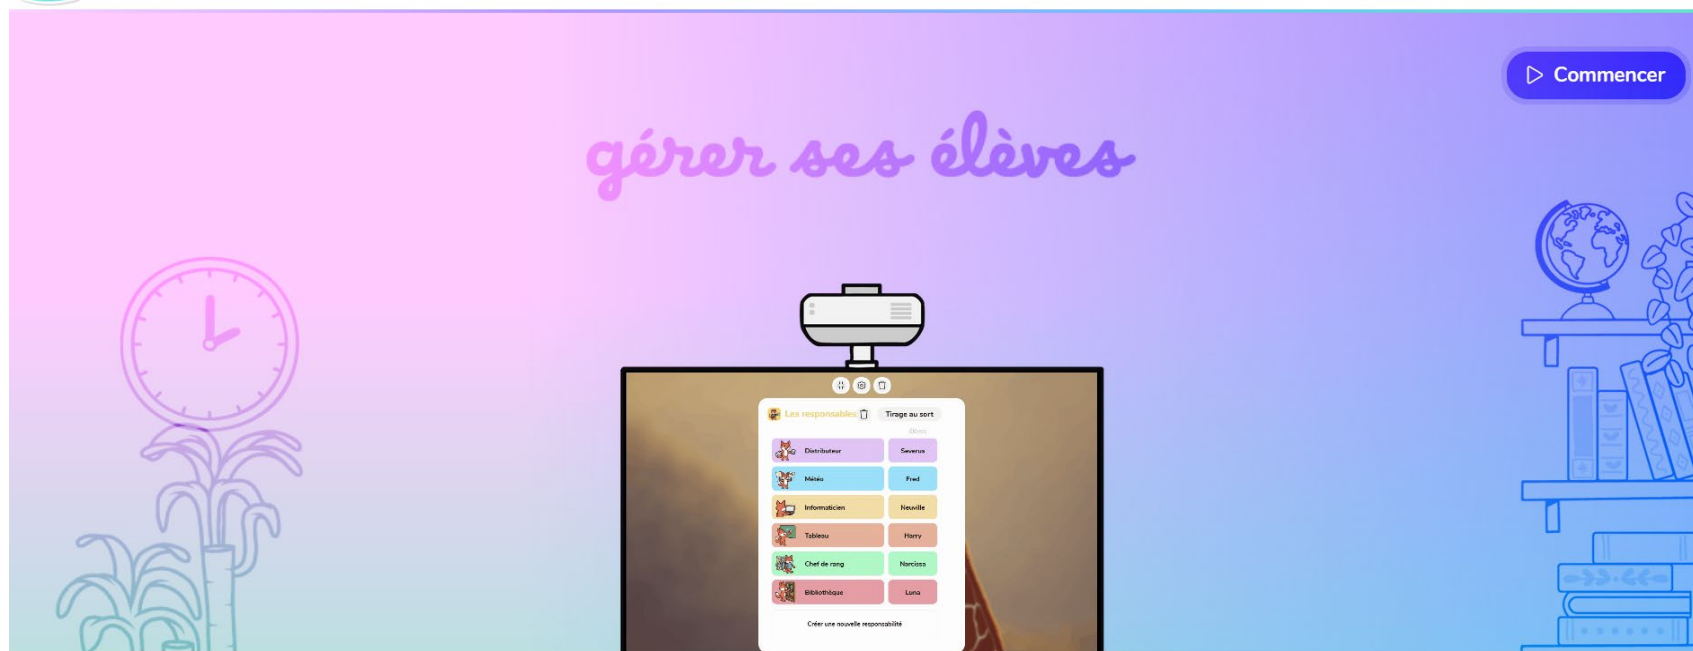 Commencer
gérer ses élèves
Les responsables
Tirage au sort
Distributeur Severus
Météo Fred
Informaticien Neuville
Tableau Harry
Chef de rang Narcissa
Bibliothèque Luna
Créer une nouvelle responsabilité